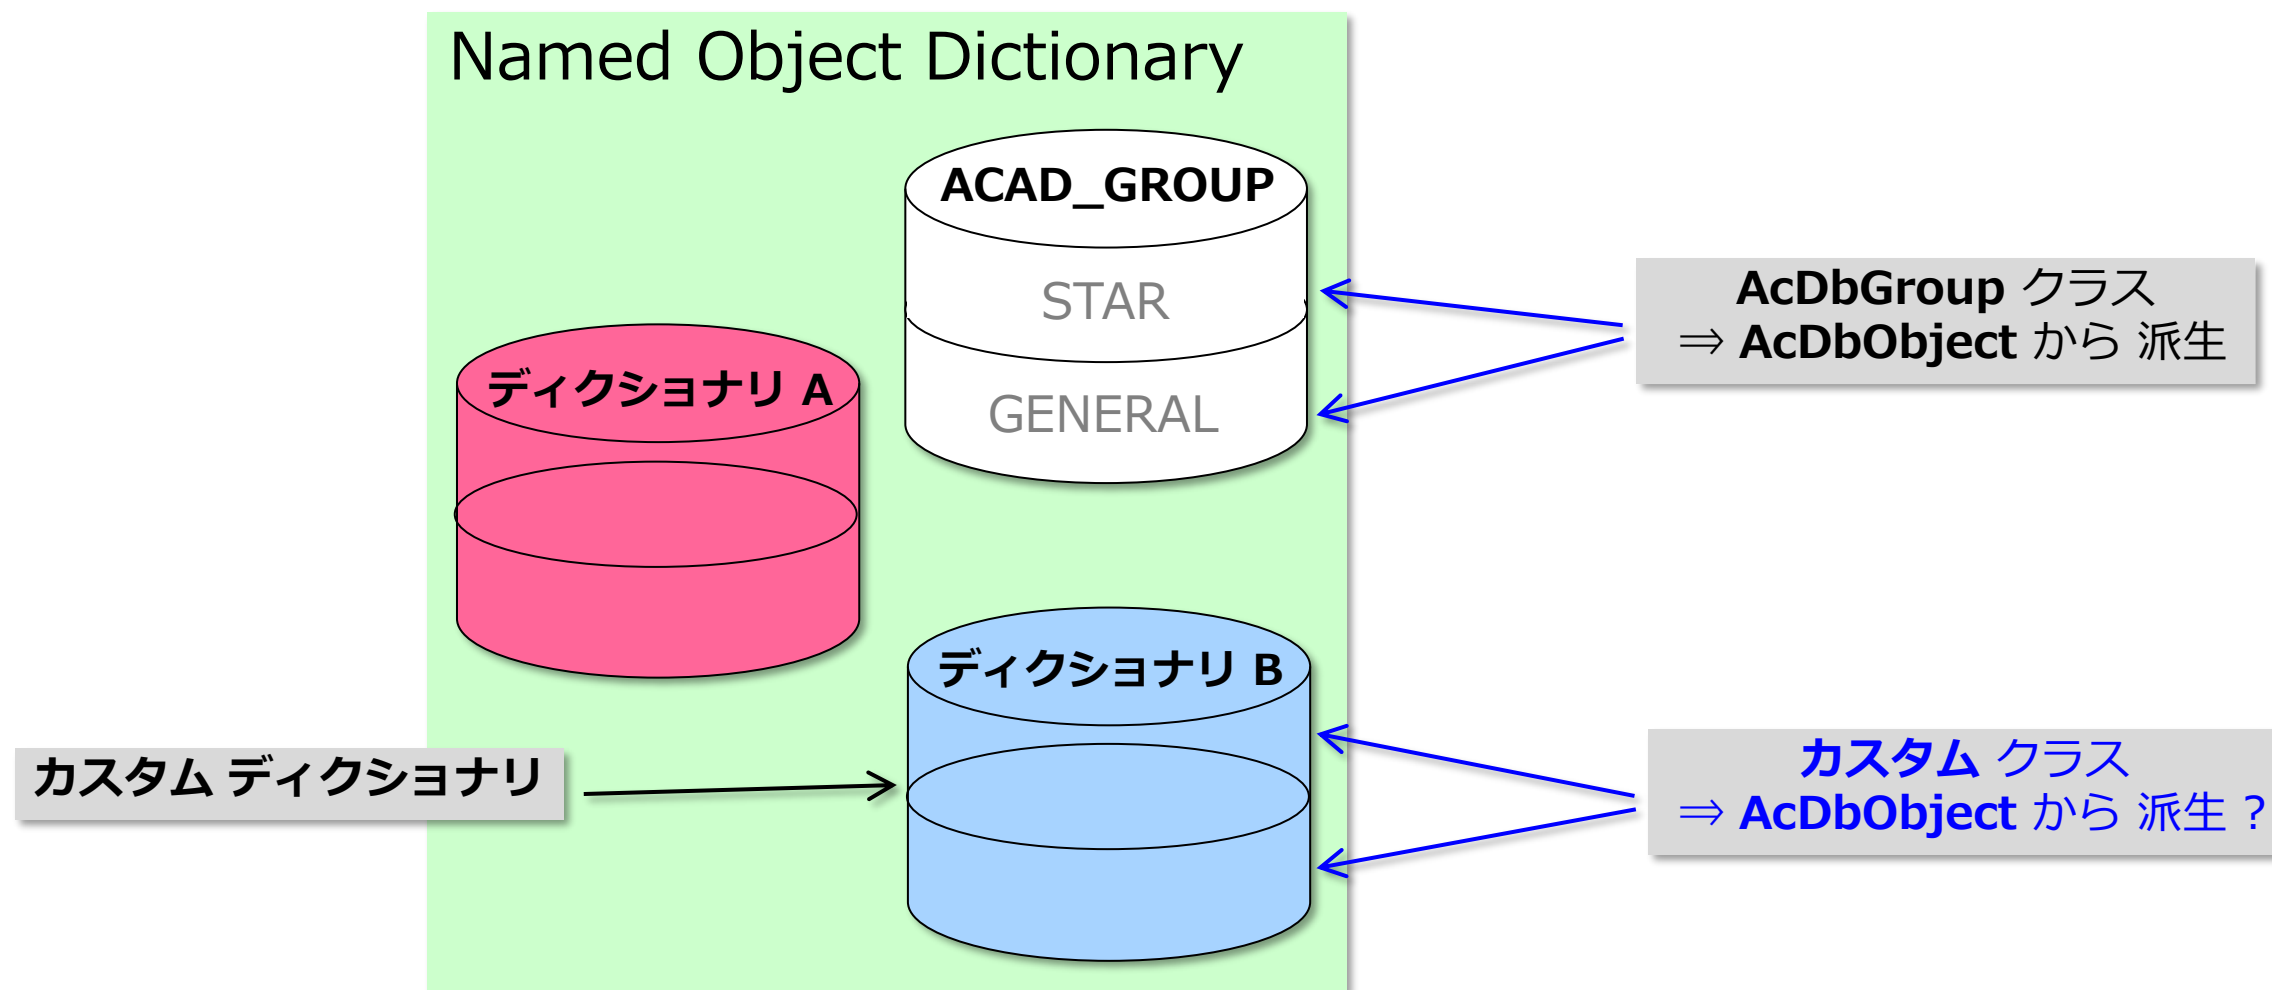 Named Object Dictionary
ACAD_GROUP
STAR
GENERAL
AcDbGroup クラス
⇒ AcDbObject から 派生
ディクショナリ A
ディクショナリ B
カスタム ディクショナリ
カスタム クラス
⇒ AcDbObject から 派生 ?